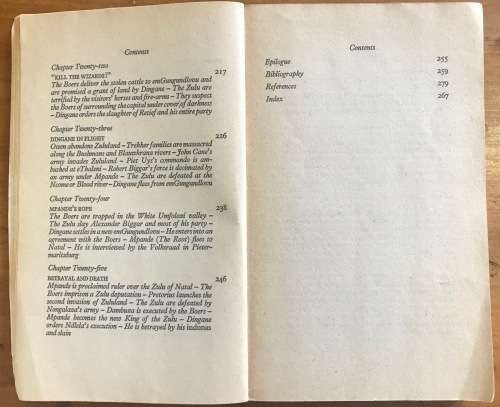 Contents
Chapter Twenty-two
"KILL THE WIZARDS!" 217
The Boers deliver the stolen cattle to emGungundlovu and
are promised a grant of land by Dingane – The Zulu are
terrified by the visitors' horses and fire-arms – They suspect
the Boers of surrounding the capital under cover of darkness
– Dingane orders the slaughter of Retief and his entire party
Chapter Twenty-three
DINGANE IN FLIGHT 226
Owen abandons Zululand – Trekker families are massacred
along the Bushmans and Blaauwkrans rivers – John Cane's
army invades Zululand – Piet Uys's commando is am-
bushed at eThaleni – Robert Biggar's force is decimated by
an army under Mpande – The Zulu are defeated at the
Ncome or Blood river – Dingane flees from emGungundlovu
Chapter Twenty-four
MPANDE'S ROPE 238
The Boers are trapped in the White Umfolozi valley –
The Zulu slay Alexander Biggar and most of his party –
Dingane settles in a new emGungundlovu – He enters into an
agreement with the Boers – Mpande (The Root) flees to
Natal – He is interviewed by the Volksraad in Pieter-
maritzburg
Chapter Twenty-five
BETRAYAL AND DEATH 246
Mpande is proclaimed ruler over the Zulu of Natal – The
Boers imprison a Zulu deputation – Pretorius launches the
second invasion of Zululand – The Zulu are defeated by
Nongalaza's army – Dambuza is executed by the Boers –
Mpande becomes the new King of the Zulu – Dingane
orders Ndlela's execution – He is betrayed by his indunas
and slain
Contents
Epilogue 255
Bibliography 259
References 279
Index 267